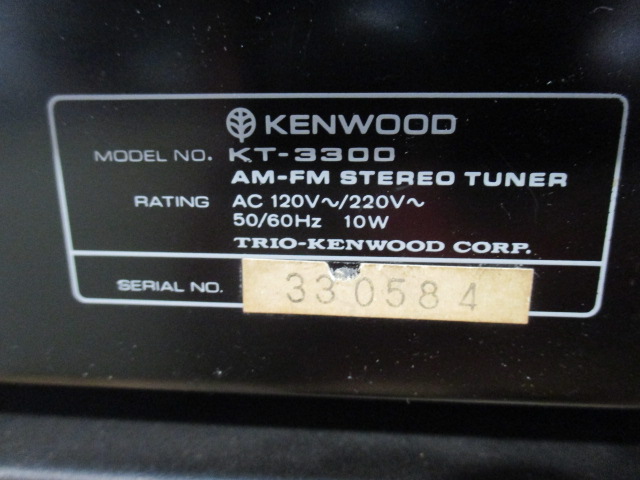 KENWOOD
MODEL NO. KT-3300
AM-FM STEREO TUNER
RATING AC 120V~/220V~
50/60Hz 10W
TRIO-KENWOOD CORP.
SERIAL NO. 330584